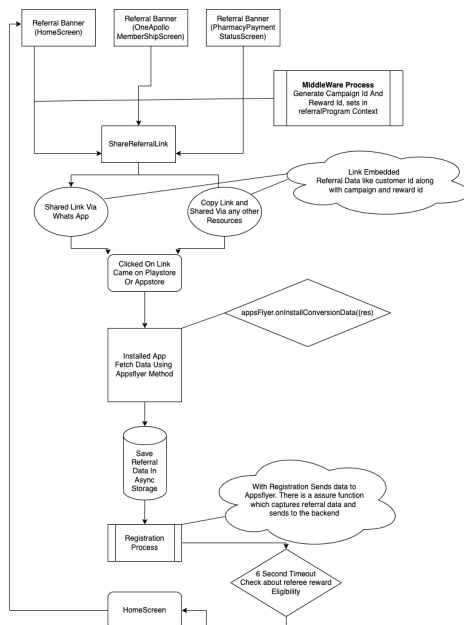 Referral Banner
(HomeScreen)
Referral Banner
(OneApollo
MemberShipScreen)
Referral Banner
(PharmacyPayment
StatusScreen)
MiddleWare Process
Generate Campaign Id And
Reward Id, sets in
referralProgram Context
ShareReferralLink
Link Embedded
Referral Data like customer id along
with campaign and reward id
Shared Link Via
Whats App
Copy Link and
Shared Via any other
Resources
Clicked On Link
Came on Playstore
Or Appstore
appsFlyer.onInstallConversionData((res)
Installed App
Fetch Data Using
Appsflyer Method
Save
Referral
Data In
Async
Storage
With Registration Sends data to
Appsflyer. There is a assure function
which captures referral data and
sends to the backend
Registration
Process
6 Second Timeout
Check about referee reward
Eligibility
HomeScreen